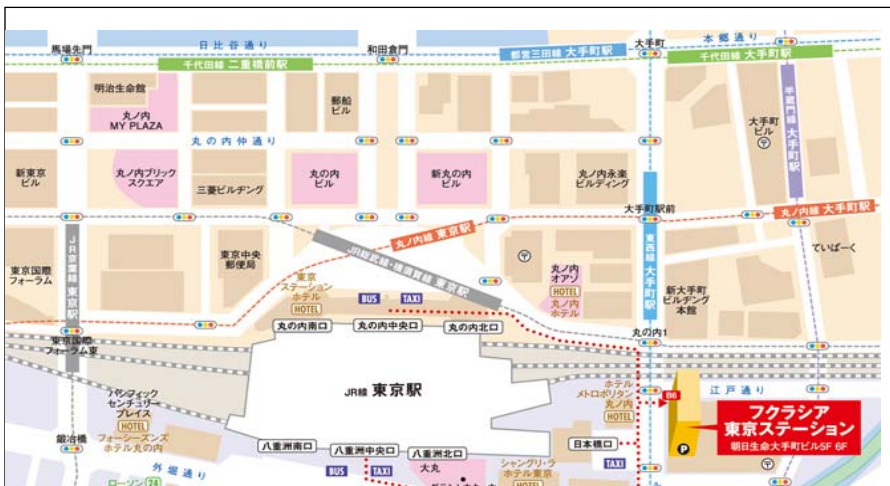 日比谷通り
本郷通り
馬場先門
和田倉門
大手町
都営三田線 大手町駅
千代田線 二重橋前駅
千代田線 大手町駅
明治生命館
丸ノ内
MY PLAZA
郵船
ビル
大手町
ビル
半蔵門線 大手町駅
丸の内仲通り
新東京
ビル
丸ノ内ブリック
スクエア
三菱ビルヂング
丸の内
ビル
新丸の内
ビル
丸ノ内永楽
ビルディング
大手町駅前
丸ノ内線 大手町駅
丸ノ内線 東京駅
JR京葉線 東京駅
東京国際
フォーラム
東京中央
郵便局
JR総武線・横須賀線 東京駅
東西線 大手町駅
ていぱーく
東京
ステーション
ホテル
HOTEL
BUS
TAXI
丸ノ内
オアゾ
HOTEL
丸ノ内
ホテル
新大手町
ビルヂング
本館
丸の内南口
丸の内中央口
丸の内北口
丸の内1
東京国際
フォーラム東
JR線 東京駅
江戸通り
パシフィック
センチュリー
プレイス
HOTEL
フォーシーズンズ
ホテル丸の内
ホテル
メトロポリタン
丸ノ内
HOTEL
B6
フクラシア
東京ステーション
朝日生命大手町ビル5F 6F
P
鍛冶橋
八重洲南口
八重洲中央口
八重洲北口
日本橋口
外堀通り
BUS
TAXI
大丸
シャングリ・ラ
ホテル東京
HOTEL
TAXI
ローソン
24